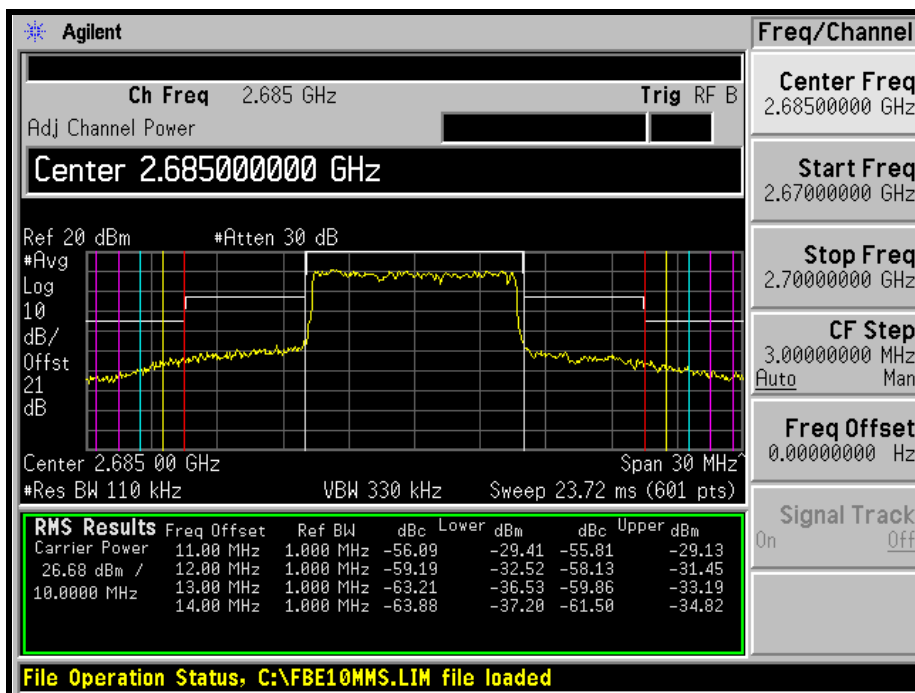 Agilent
Freq/Channel
Ch Freq 2.685 GHz Trig RF B
Adj Channel Power
Center 2.685000000 GHz
Ref 20 dBm #Atten 30 dB
#Avg
Log
10
dB/
Offst
21
dB
Center 2.685 00 GHz Span 30 MHz^
#Res BW 110 kHz VBW 330 kHz Sweep 23.72 ms (601 pts)
RMS Results Freq Offset Ref BW dBc Lower dBm dBc Upper dBm
Carrier Power 11.00 MHz 1.000 MHz -56.09 -29.41 -55.81 -29.13
26.68 dBm / 12.00 MHz 1.000 MHz -59.19 -32.52 -58.13 -31.45
10.0000 MHz 13.00 MHz 1.000 MHz -63.21 -36.53 -59.86 -33.19
14.00 MHz 1.000 MHz -63.88 -37.20 -61.50 -34.82
File Operation Status, C:\FBE10MMS.LIM file loaded
Center Freq
2.68500000 GHz
Start Freq
2.67000000 GHz
Stop Freq
2.70000000 GHz
CF Step
3.00000000 MHz
Auto Man
Freq Offset
0.00000000 Hz
Signal Track
On Off